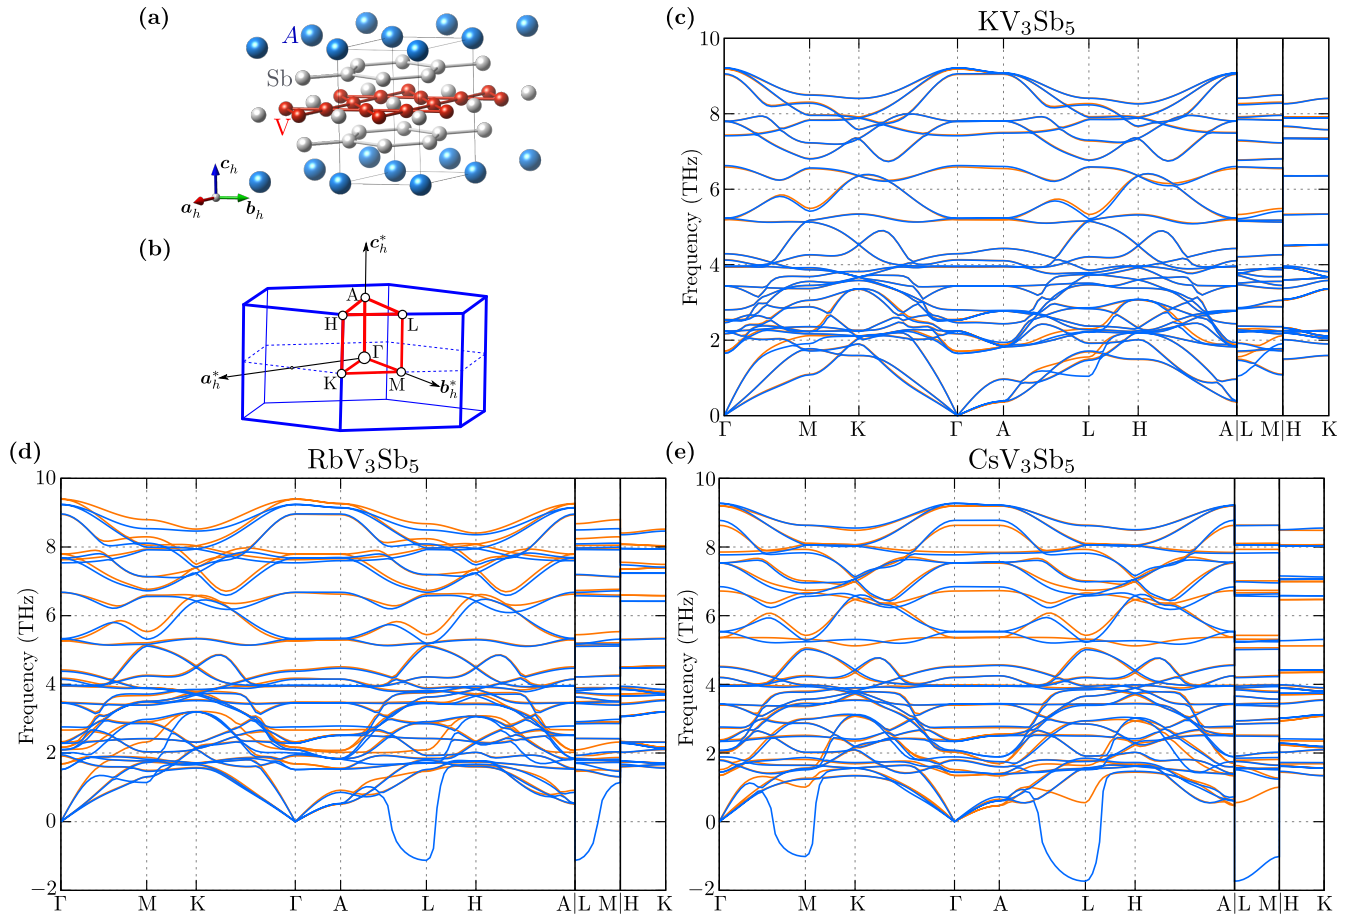 (a)
A
Sb
V
c_h
a_h
b_h
(b)
c*_h
A
H
L
Γ
K
M
a*_h
b*_h
(c)
KV₃Sb₅
Frequency (THz)
10
8
6
4
2
0
Γ M K Γ A L H A|L M|H K
(d)
RbV₃Sb₅
Frequency (THz)
10
8
6
4
2
0
−2
Γ M K Γ A L H A|L M|H K
(e)
CsV₃Sb₅
Frequency (THz)
10
8
6
4
2
0
−2
Γ M K Γ A L H A|L M|H K